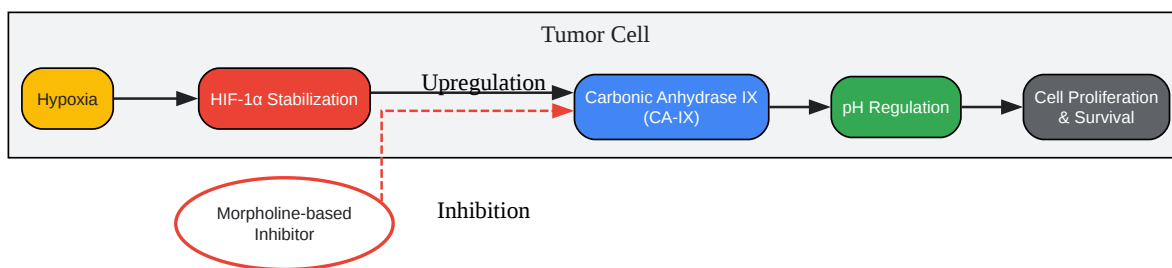 Tumor Cell
Hypoxia
HIF-1α Stabilization
Upregulation
Carbonic Anhydrase IX
(CA-IX)
pH Regulation
Cell Proliferation
& Survival
Morpholine-based
Inhibitor
Inhibition